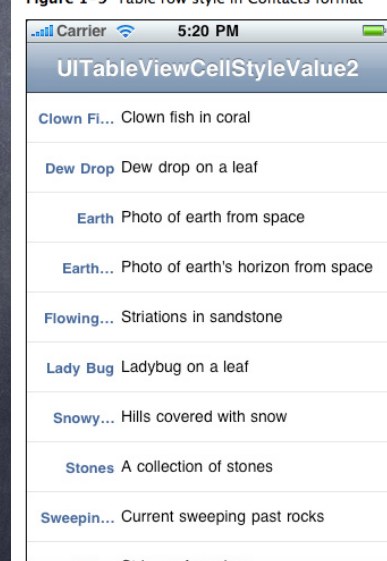 Figure 1-5 Table row style in Contacts format
Carrier 5:20 PM
UITableViewCellStyleValue2
Clown Fi... Clown fish in coral
Dew Drop Dew drop on a leaf
Earth Photo of earth from space
Earth... Photo of earth's horizon from space
Flowing... Striations in sandstone
Lady Bug Ladybug on a leaf
Snowy... Hills covered with snow
Stones A collection of stones
Sweepin... Current sweeping past rocks